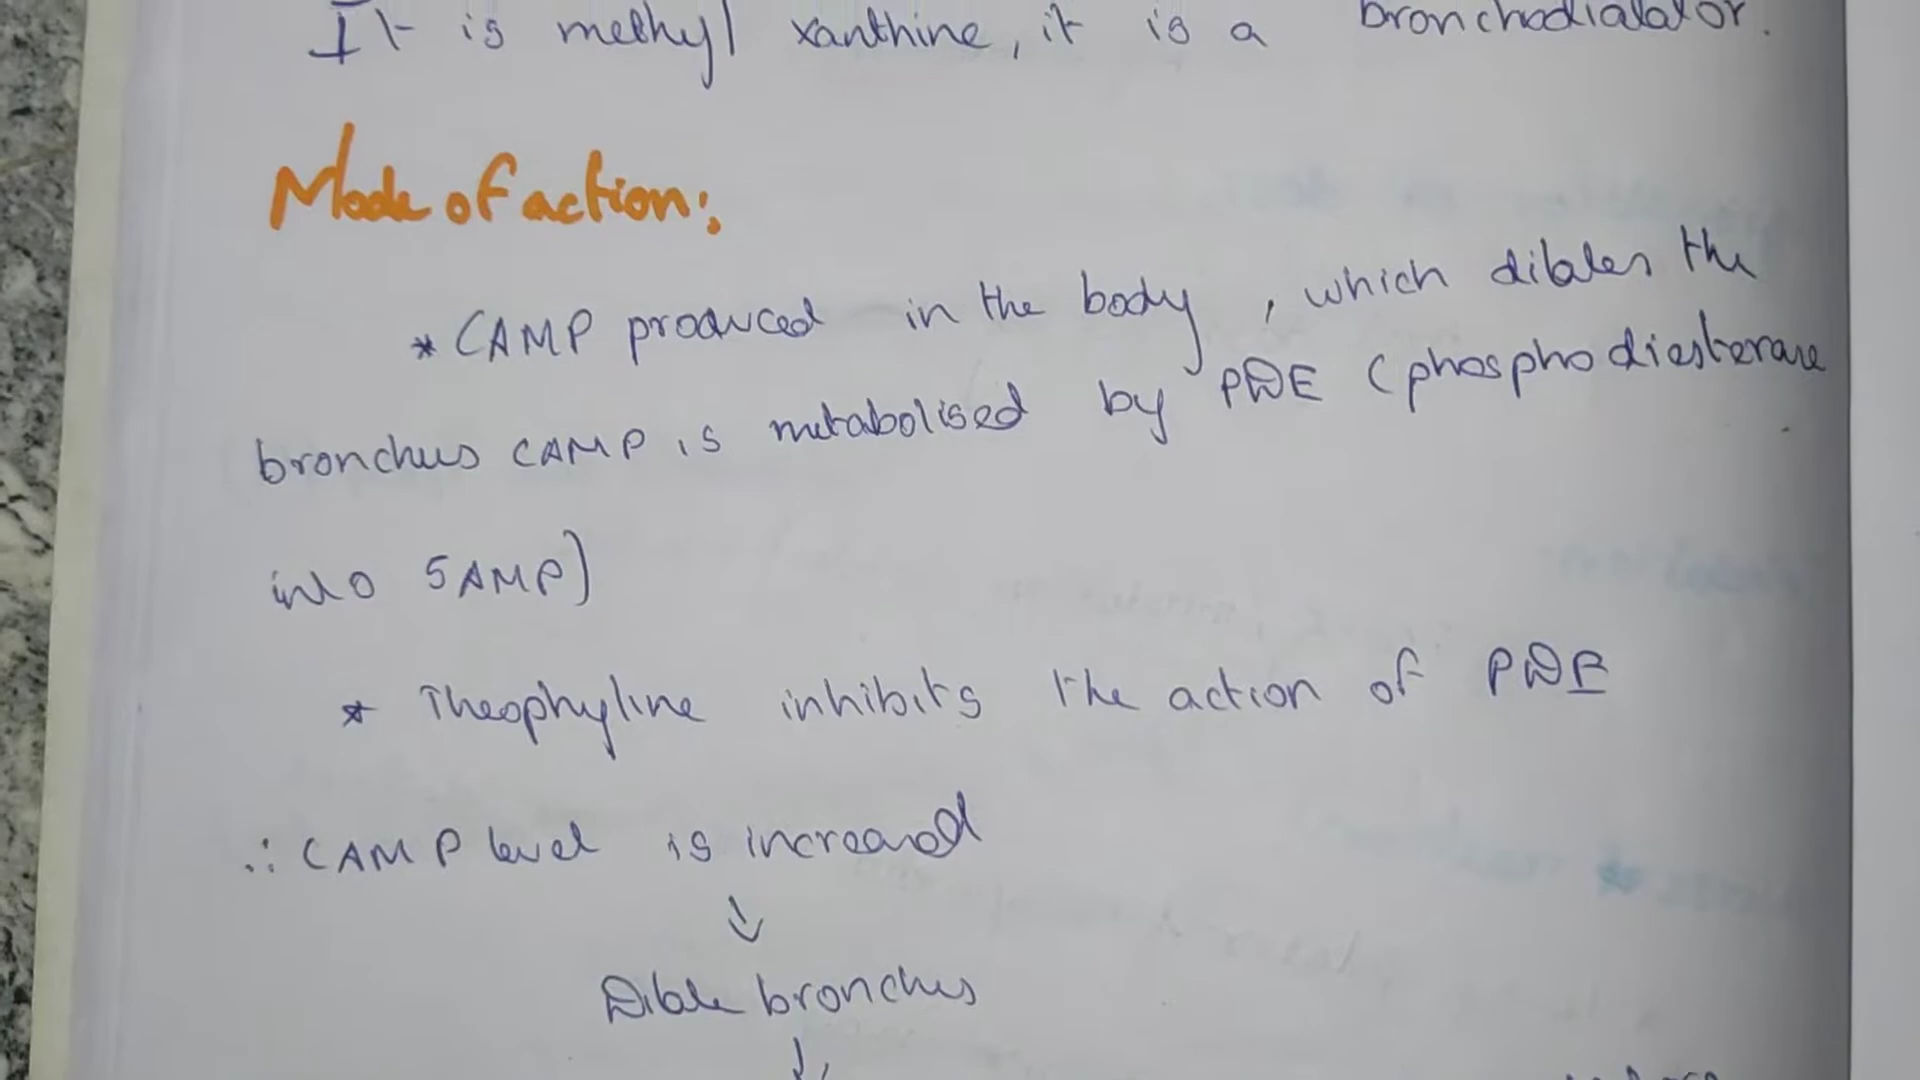 It is methyl xanthine, it is a bronchodialator.
Mode of action:
* CAMP produced in the body, which dilates the
bronchus CAMP is metabolised by PDE (phosphodiesterase
into 5AMP)
* Theophyline inhibits the action of PDE
∴ CAMP level is increased
↓
Dilate bronchus
↓